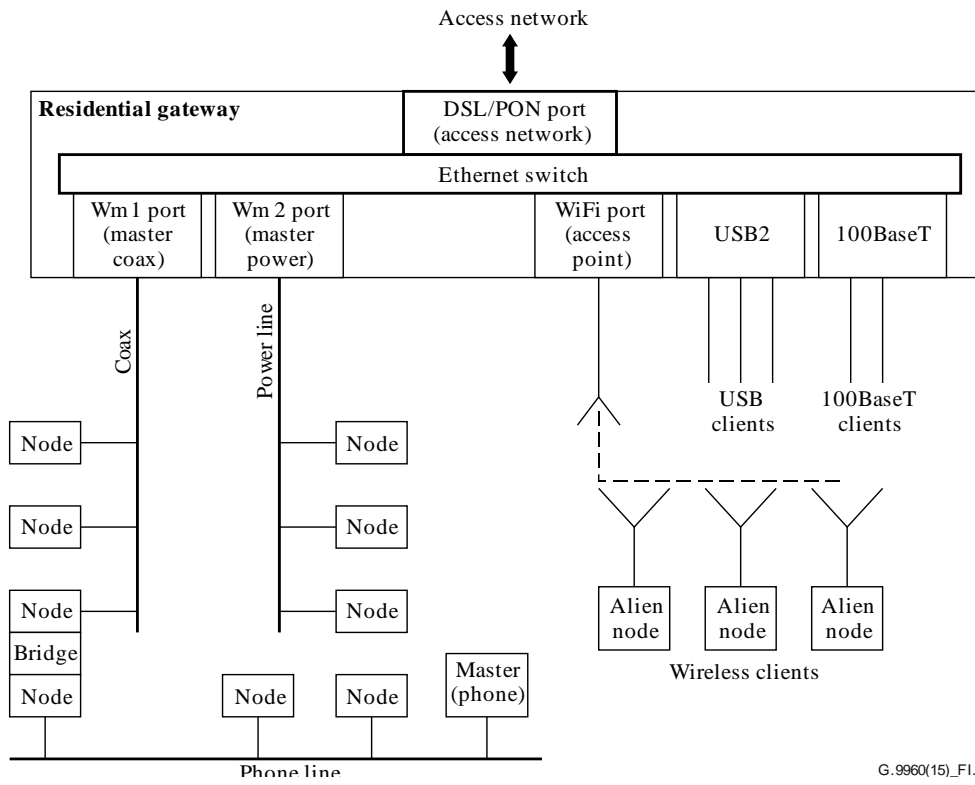 Access network
Residential gateway
DSL/PON port
(access network)
Ethernet switch
Wm1 port
(master
coax)
Wm 2 port
(master
power)
WiFi port
(access
point)
USB2
100BaseT
Coax
Power line
USB
clients
100BaseT
clients
Node
Node
Node
Node
Node
Node
Bridge
Node
Node
Node
Master
(phone)
Alien
node
Alien
node
Alien
node
Wireless clients
Phone line
G.9960(15)_FI.